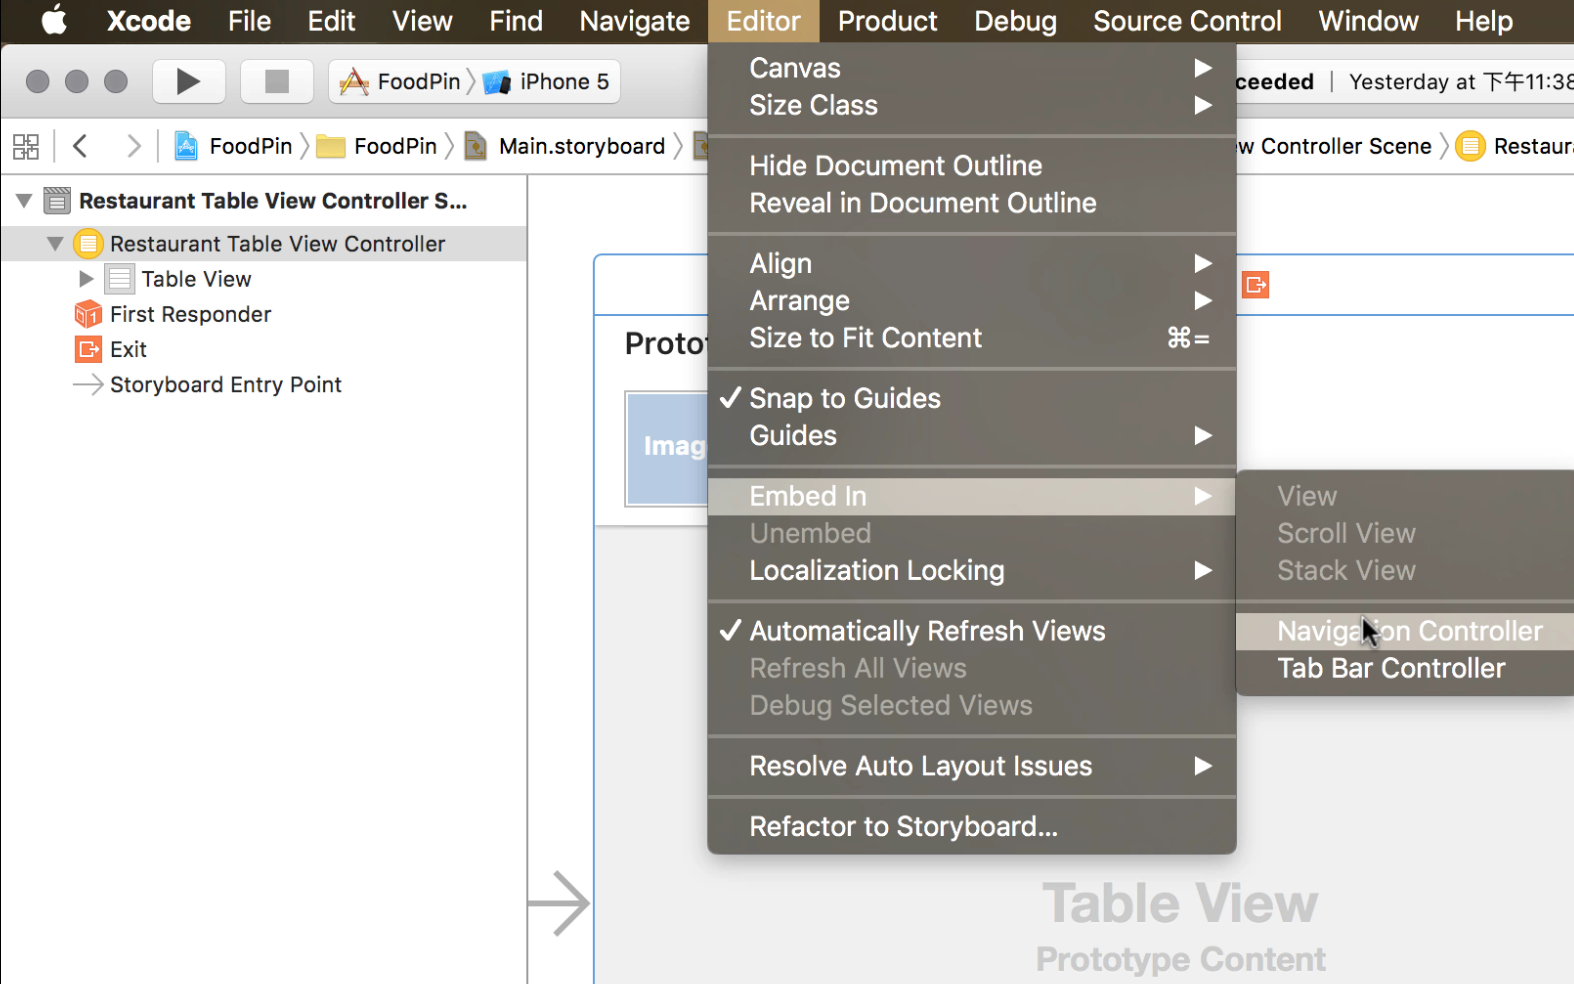 Xcode File Edit View Find Navigate Editor Product Debug Source Control Window Help
FoodPin iPhone 5
ceeded | Yesterday at 下午11:38
FoodPin FoodPin Main.storyboard
w Controller Scene Restaur
Restaurant Table View Controller S...
Restaurant Table View Controller
Table View
First Responder
Exit
Storyboard Entry Point
Canvas
Size Class
Hide Document Outline
Reveal in Document Outline
Align
Arrange
Size to Fit Content ⌘=
Snap to Guides
Guides
Embed In
Unembed
Localization Locking
Automatically Refresh Views
Refresh All Views
Debug Selected Views
Resolve Auto Layout Issues
Refactor to Storyboard...
View
Scroll View
Stack View
Navigation Controller
Tab Bar Controller
Protot
Imag
Table View
Prototype Content